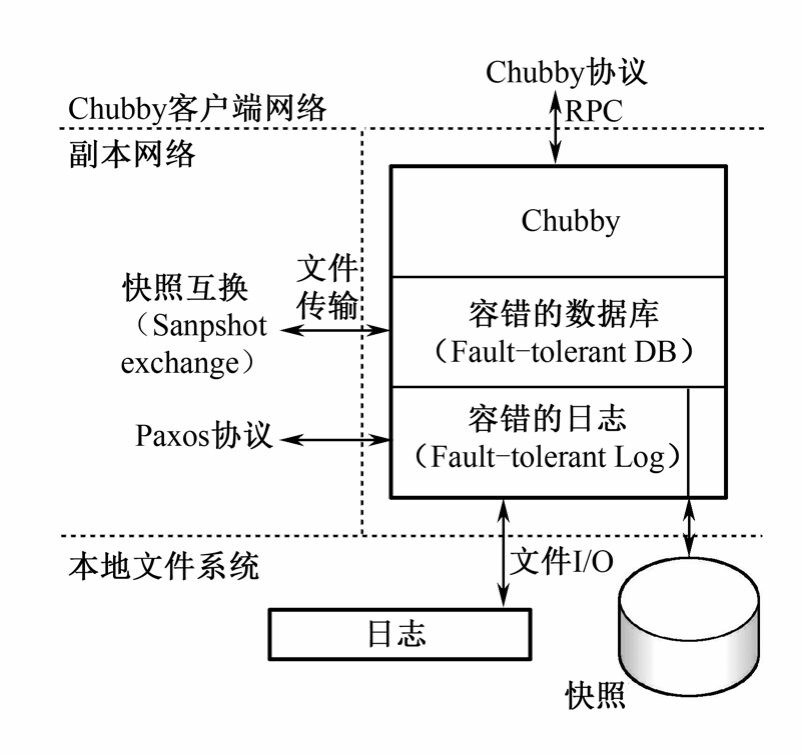 Chubby协议
RPC
Chubby客户端网络
副本网络
Chubby
文件
传输
快照互换
（Sanpshot
exchange）
容错的数据库
（Fault-tolerant DB）
Paxos协议
容错的日志
（Fault-tolerant Log）
本地文件系统
文件I/O
日志
快照